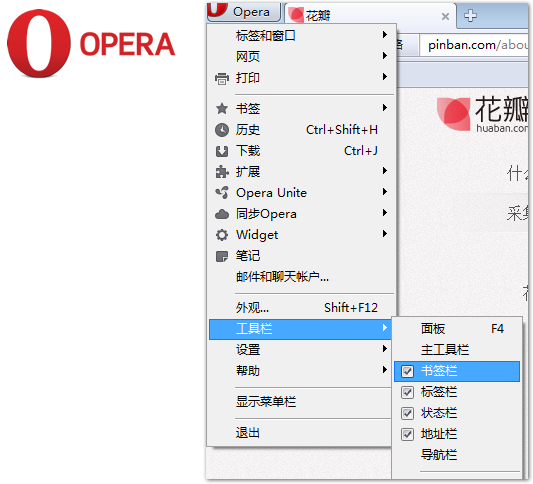 OPERA
Opera
花瓣
标签和窗口
网页
打印
书签
历史 Ctrl+Shift+H
下载 Ctrl+J
扩展
Opera Unite
同步Opera
Widget
笔记
邮件和聊天帐户...
外观... Shift+F12
工具栏
设置
帮助
显示菜单栏
退出
面板 F4
主工具栏
书签栏
标签栏
状态栏
地址栏
导航栏
pinban.com/abou
花瓣
huaban.com
什么
采集
花